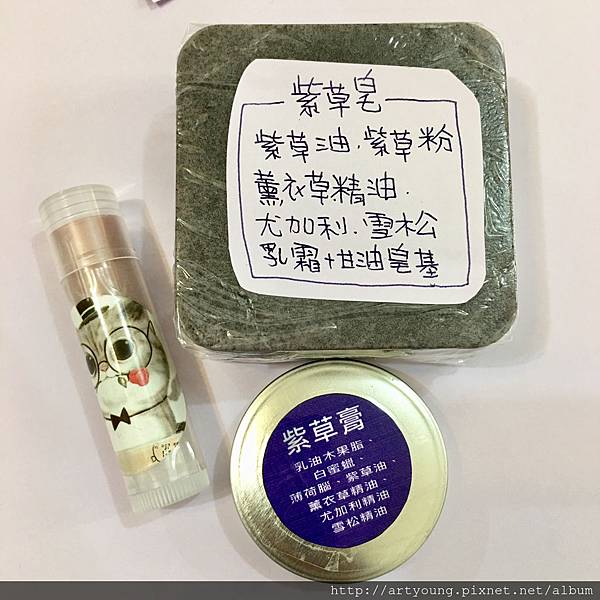 紫草皂
紫草油.紫草粉
薰衣草精油.
尤加利.雪松
乳霜+甘油皂基
紫草膏
乳油木果脂、
白蜜蠟、
薄荷腦、紫草油、
薰衣草精油、
尤加利精油
雪松精油
http://artyoung.pixnet.net/album